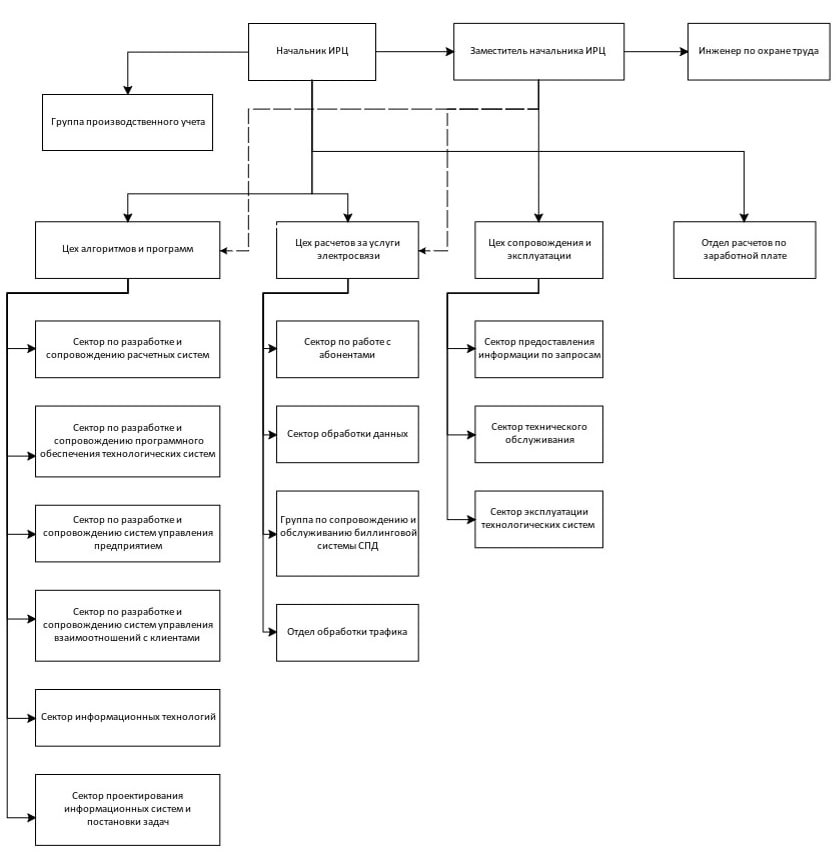 Начальник ИРЦ
Заместитель начальника ИРЦ
Инженер по охране труда
Группа производственного учета
Цех алгоритмов и программ
Цех расчетов за услуги
электросвязи
Цех сопровождения и
эксплуатации
Отдел расчетов по
заработной плате
Сектор по разработке и
сопровождению расчетных систем
Сектор по работе с
абонентами
Сектор предоставления
информации по запросам
Сектор по разработке и
сопровождению программного
обеспечения технологических систем
Сектор обработки данных
Сектор технического
обслуживания
Сектор по разработке и
сопровождению систем управления
предприятием
Группа по сопровождению и
обслуживанию биллинговой
системы СПД
Сектор эксплуатации
технологических систем
Сектор по разработке и
сопровождению систем управления
взаимоотношений с клиентами
Отдел обработки трафика
Сектор информационных технологий
Сектор проектирования
информационных систем и
постановки задач